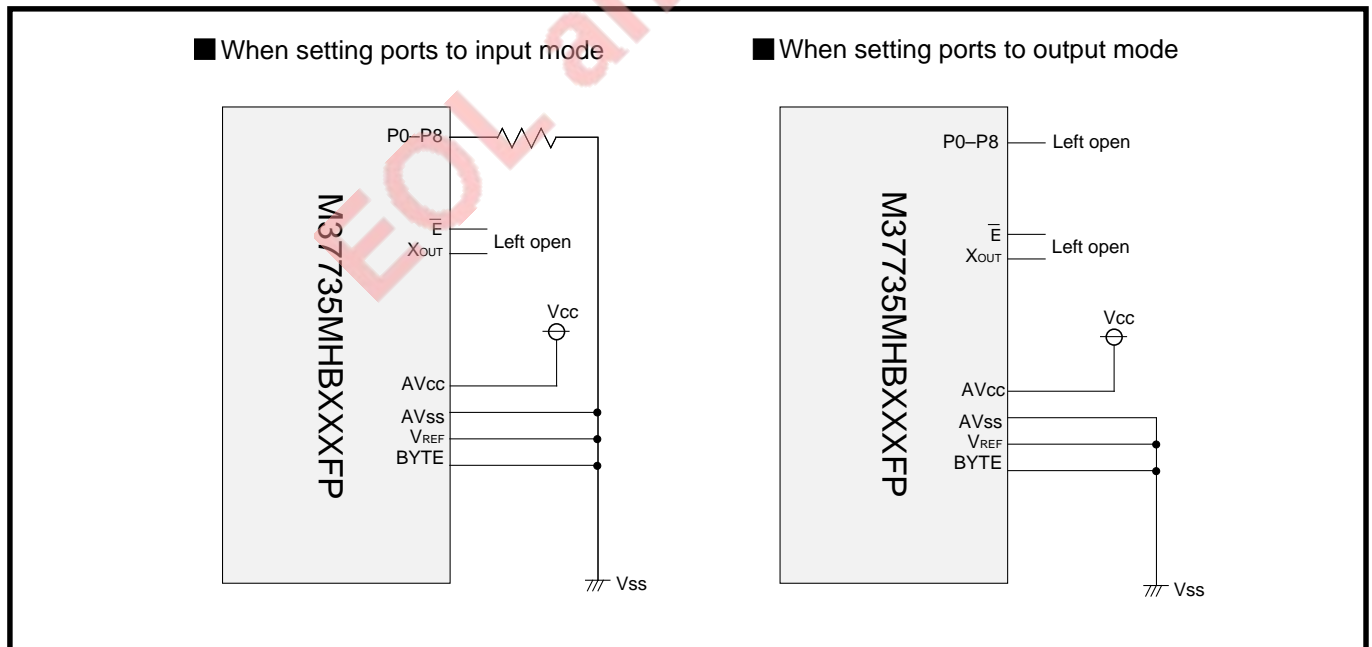 ■ When setting ports to input mode
P0–P8
M37735MHBXXXFP
E
XOUT
Left open
Vcc
AVcc
AVss
VREF
BYTE
Vss
■ When setting ports to output mode
P0–P8
Left open
M37735MHBXXXFP
E
XOUT
Left open
Vcc
AVcc
AVss
VREF
BYTE
Vss
EOL an